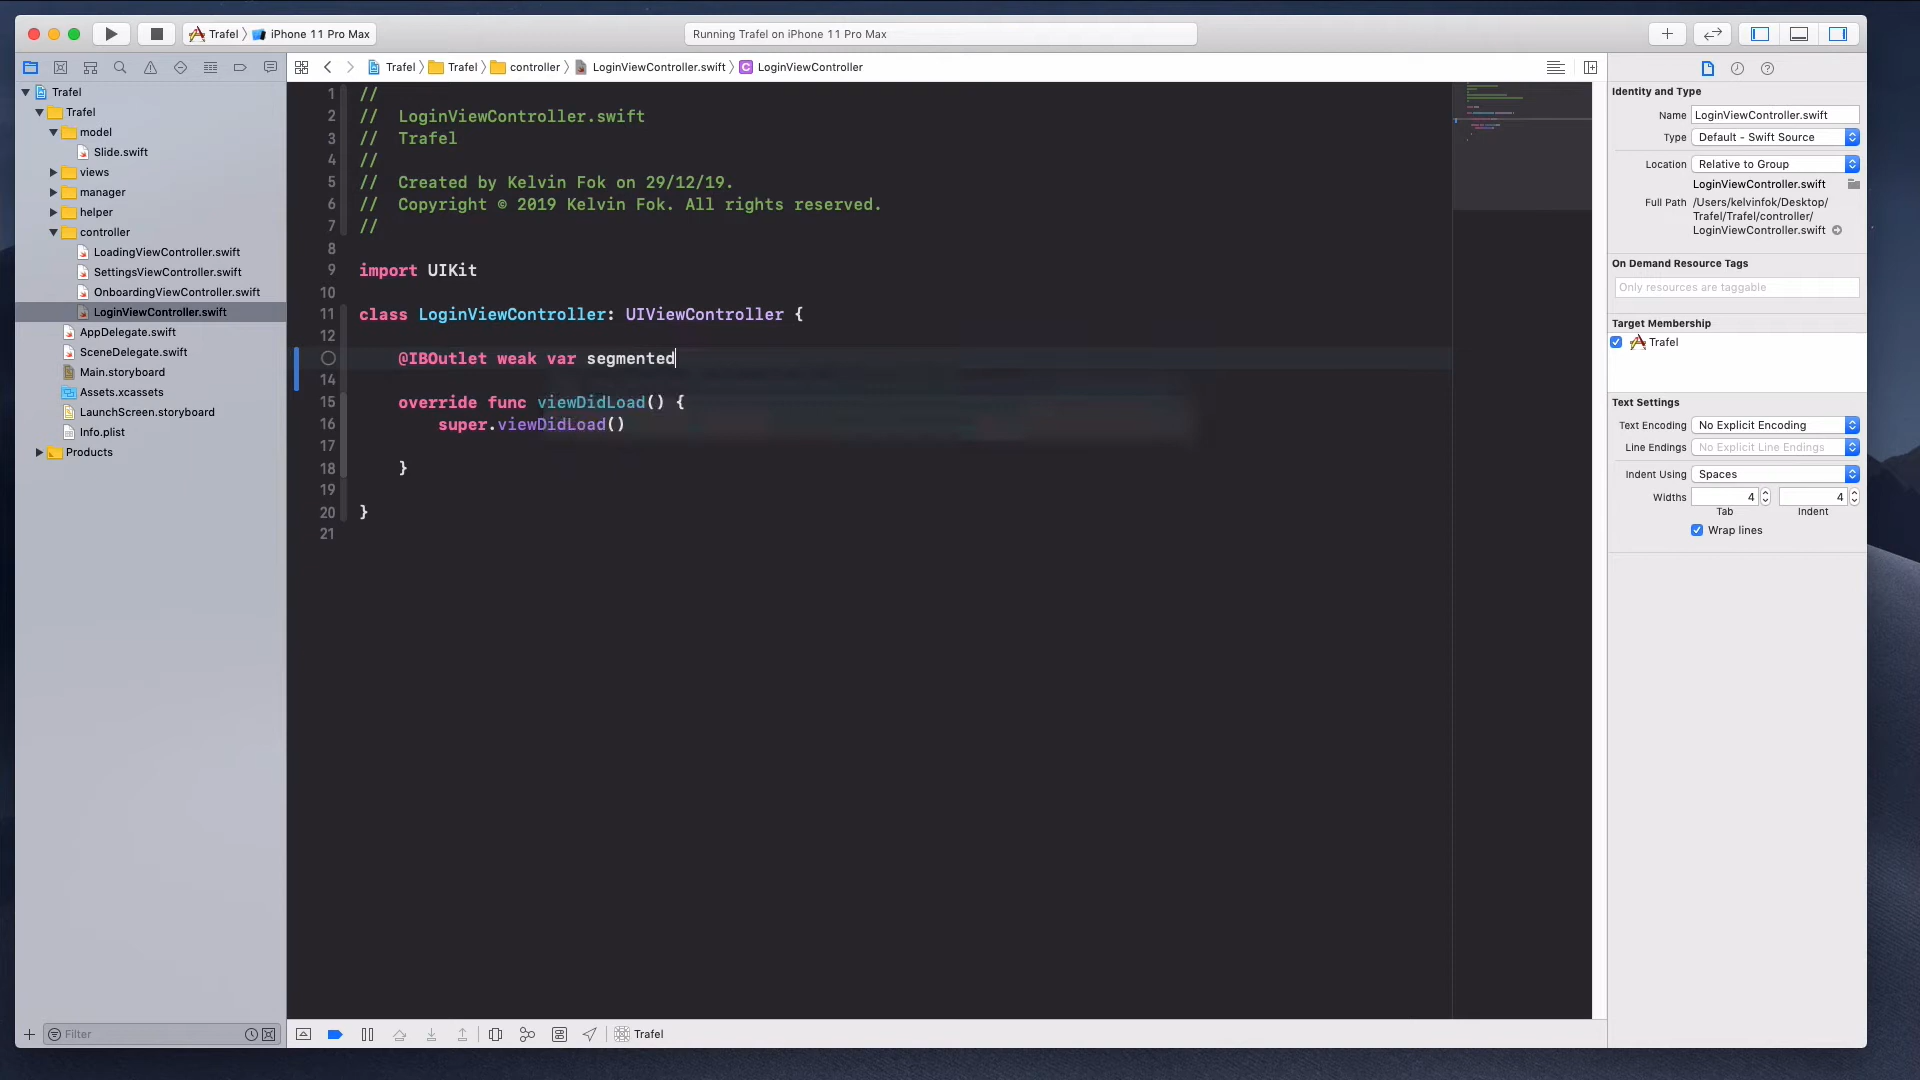 Trafel
iPhone 11 Pro Max
Running Trafel on iPhone 11 Pro Max
Trafel
Trafel
controller
LoginViewController.swift
C LoginViewController
Trafel
Trafel
model
Slide.swift
views
manager
helper
controller
LoadingViewController.swift
SettingsViewController.swift
OnboardingViewController.swift
LoginViewController.swift
AppDelegate.swift
SceneDelegate.swift
Main.storyboard
Assets.xcassets
LaunchScreen.storyboard
Info.plist
Products
Filter
1 //
2 // LoginViewController.swift
3 // Trafel
4 //
5 // Created by Kelvin Fok on 29/12/19.
6 // Copyright © 2019 Kelvin Fok. All rights reserved.
7 //
8
9 import UIKit
10
11 class LoginViewController: UIViewController {
12
@IBOutlet weak var segmented
14
15 override func viewDidLoad() {
16 super.viewDidLoad()
17
18 }
19
20 }
21
Trafel
Identity and Type
Name LoginViewController.swift
Type Default - Swift Source
Location Relative to Group
LoginViewController.swift
Full Path /Users/kelvinfok/Desktop/
Trafel/Trafel/controller/
LoginViewController.swift
On Demand Resource Tags
Only resources are taggable
Target Membership
Trafel
Text Settings
Text Encoding No Explicit Encoding
Line Endings No Explicit Line Endings
Indent Using Spaces
Widths 4 4
Tab Indent
Wrap lines